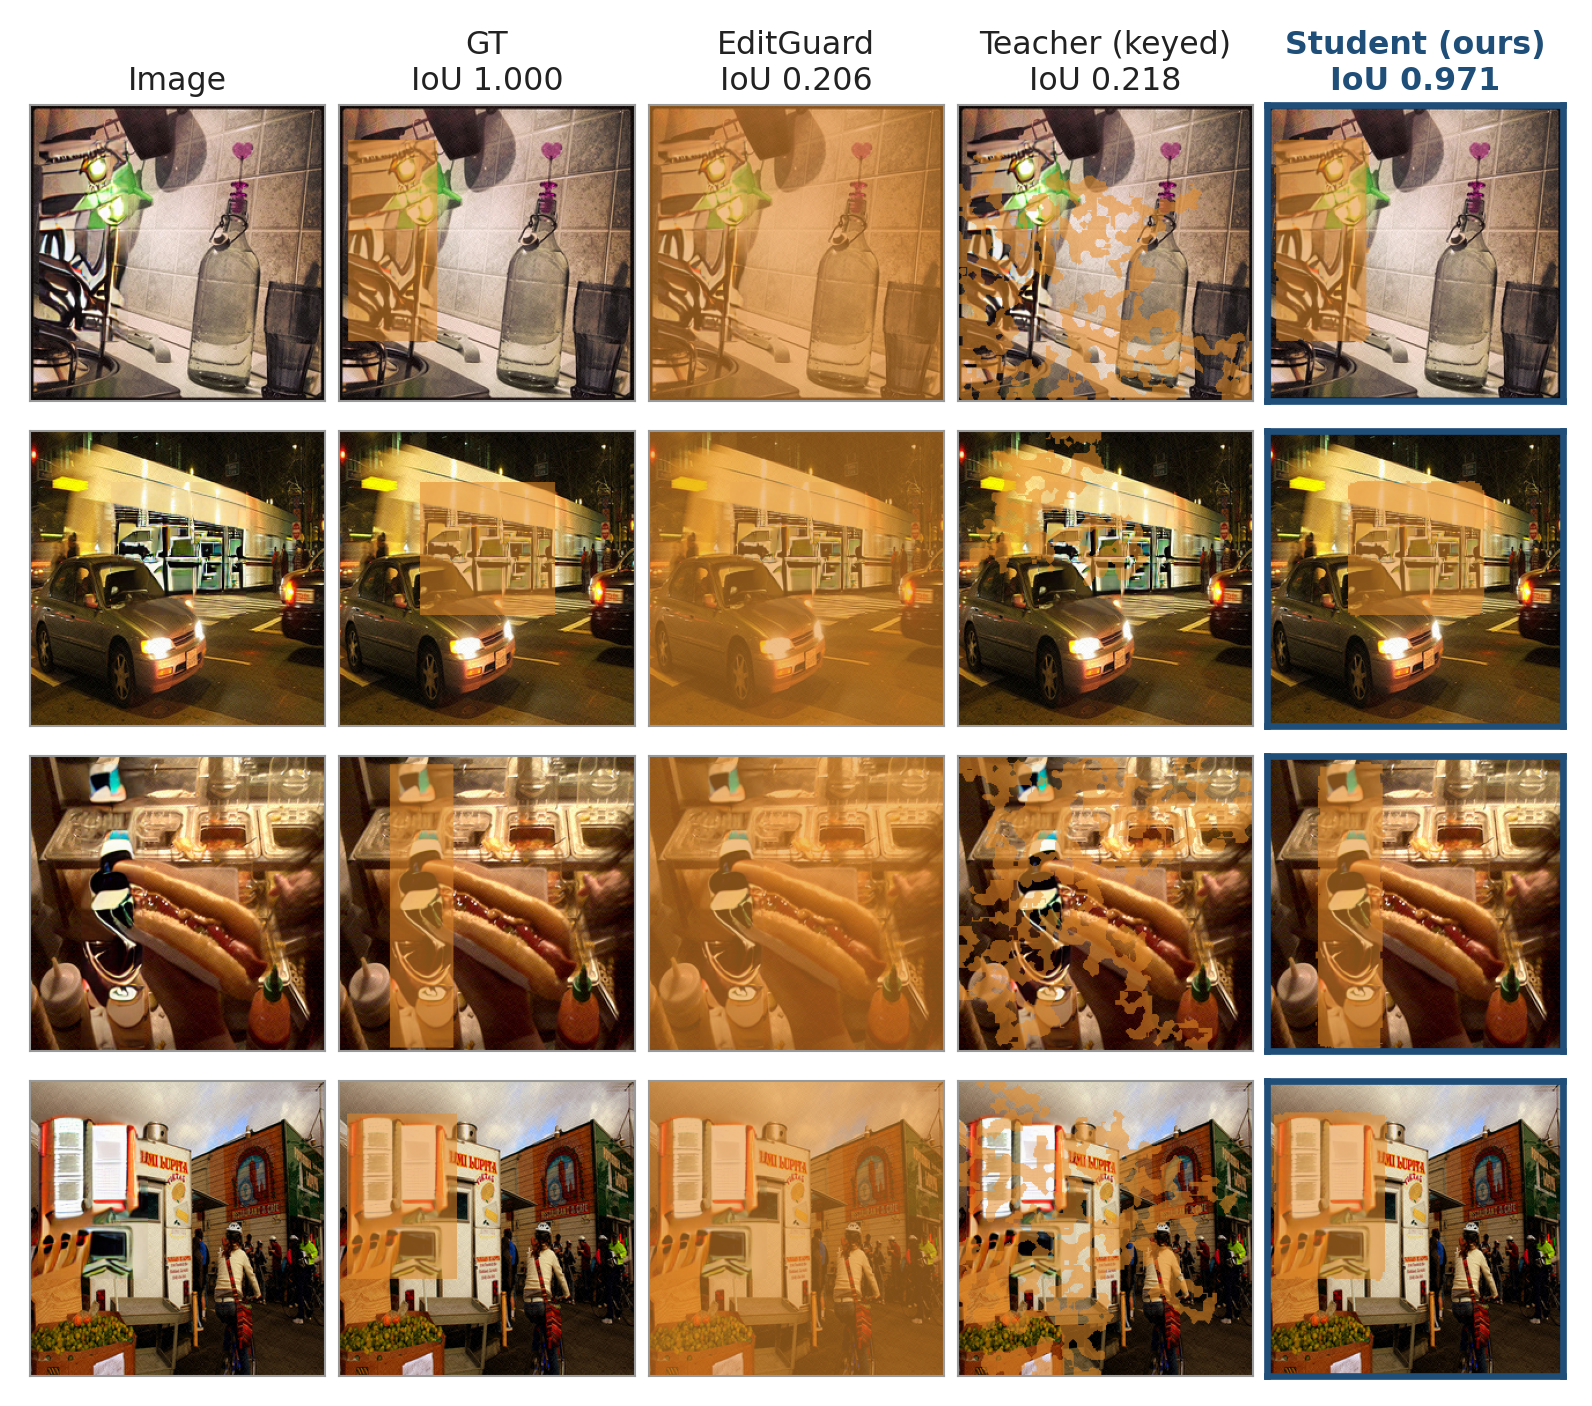 Image
GT
IoU 1.000
EditGuard
IoU 0.206
Teacher (keyed)
IoU 0.218
Student (ours)
IoU 0.971